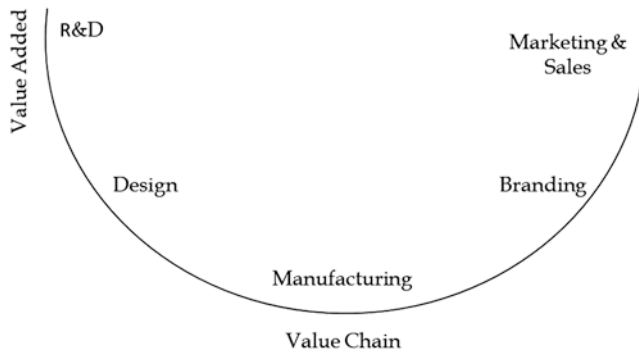 Value Added
R&D
Marketing &
Sales
Design
Branding
Manufacturing
Value Chain